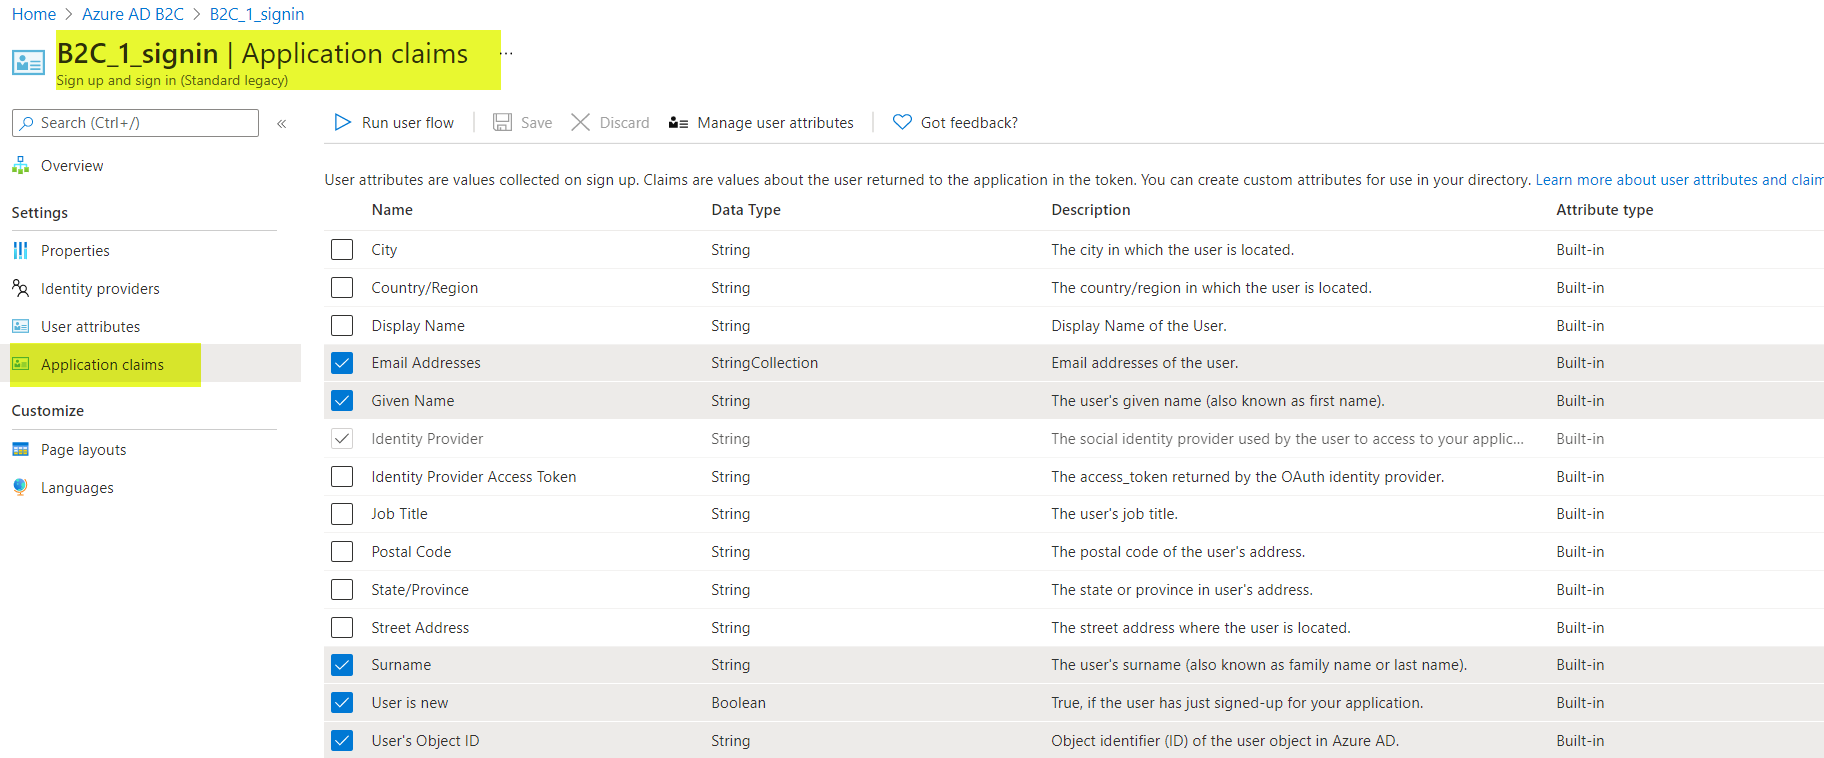 Home > Azure AD B2C > B2C_1_signin
B2C_1_signin | Application claims ...
Sign up and sign in (Standard legacy)
Search (Ctrl+/) «
Run user flow Save Discard Manage user attributes Got feedback?
Overview
Settings
Properties
Identity providers
User attributes
Application claims
Customize
Page layouts
Languages
User attributes are values collected on sign up. Claims are values about the user returned to the application in the token. You can create custom attributes for use in your directory. Learn more about user attributes and claim
Name Data Type Description Attribute type
City String The city in which the user is located. Built-in
Country/Region String The country/region in which the user is located. Built-in
Display Name String Display Name of the User. Built-in
Email Addresses StringCollection Email addresses of the user. Built-in
Given Name String The user's given name (also known as first name). Built-in
Identity Provider String The social identity provider used by the user to access to your applic... Built-in
Identity Provider Access Token String The access_token returned by the OAuth identity provider. Built-in
Job Title String The user's job title. Built-in
Postal Code String The postal code of the user's address. Built-in
State/Province String The state or province in user's address. Built-in
Street Address String The street address where the user is located. Built-in
Surname String The user's surname (also known as family name or last name). Built-in
User is new Boolean True, if the user has just signed-up for your application. Built-in
User's Object ID String Object identifier (ID) of the user object in Azure AD. Built-in